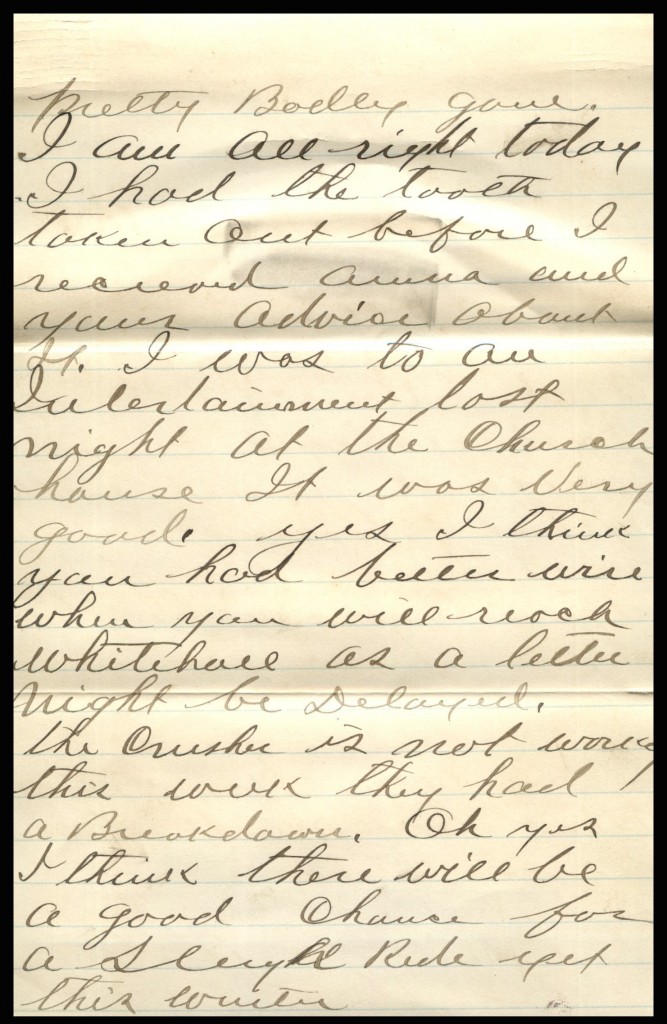 Pretty Bodley gone.
I am all right today
I had the tooth
taken Out before I
recieved Anna and
your Advice about
It. I was to an
Intertainment last
night at the Church
house It was Very
good. yes I think
you had better wire
when you will reach
Whitehall as a letter
Might be Delayed.
the Crusher is not work
this week they had
a Breakdown. Oh yes
I think there will be
a good Chance for
a Sleigh Ride yet
this winter